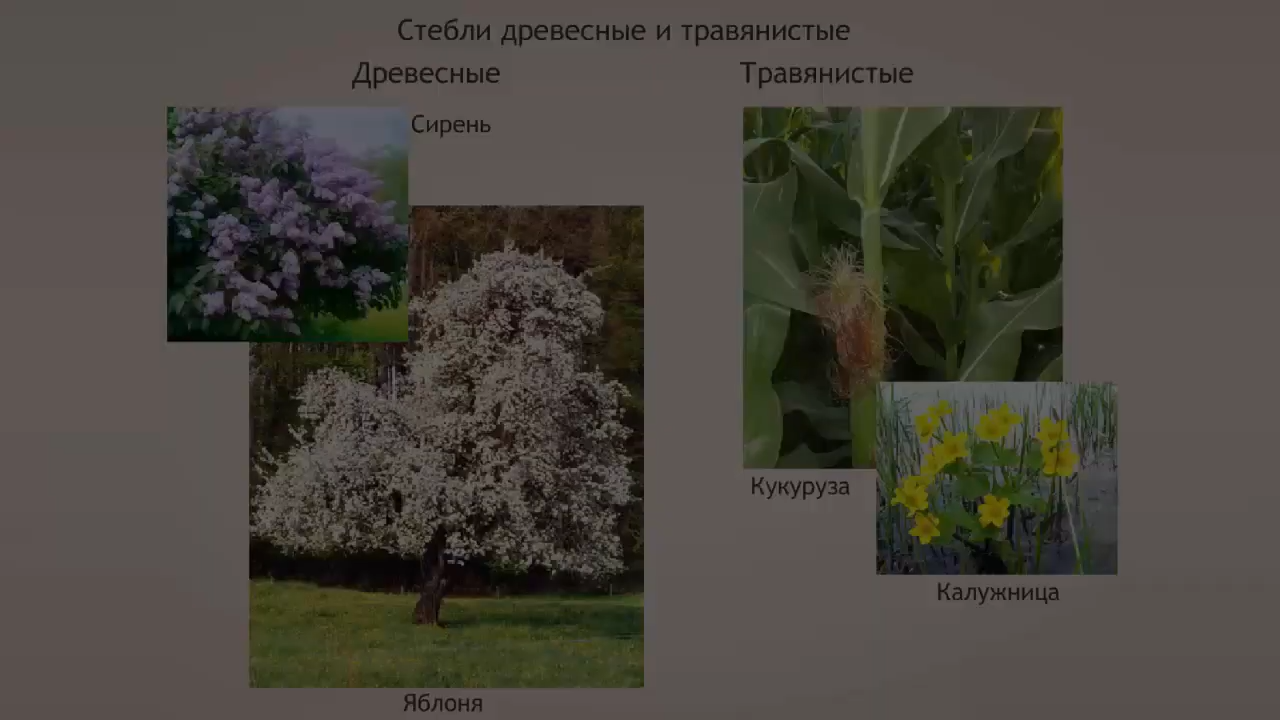 Стебли древесные и травянистые
Древесные
Травянистые
Сирень
Кукуруза
Калужница
Яблоня